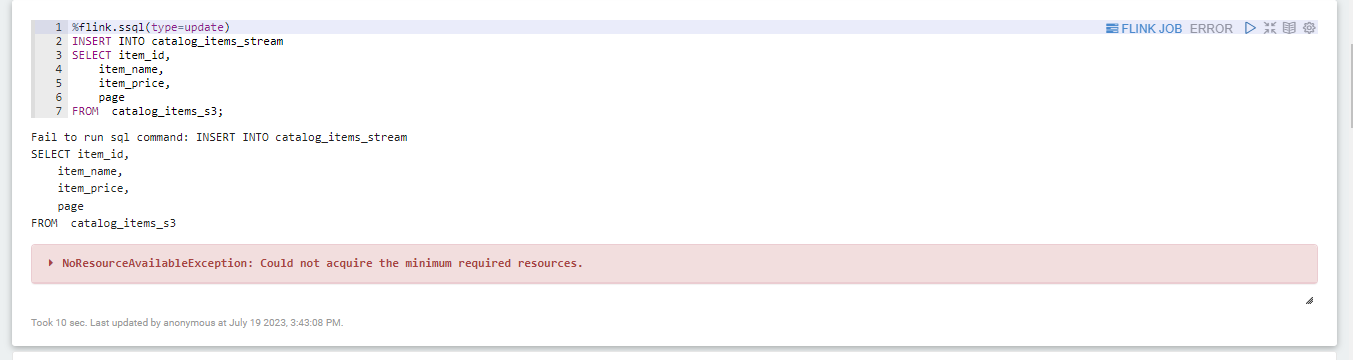 1 %flink.ssql(type=update)
FLINK JOB ERROR
2 INSERT INTO catalog_items_stream
3 SELECT item_id,
4     item_name,
5     item_price,
6     page
7 FROM  catalog_items_s3;
Fail to run sql command: INSERT INTO catalog_items_stream
SELECT item_id,
    item_name,
    item_price,
    page
FROM  catalog_items_s3
NoResourceAvailableException: Could not acquire the minimum required resources.
Took 10 sec. Last updated by anonymous at July 19 2023, 3:43:08 PM.